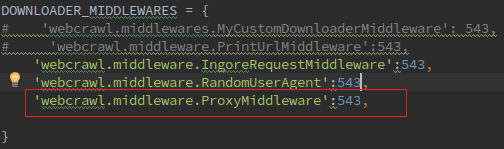 DOWNLOADER_MIDDLEWARES = {
#    'webcrawl.middlewares.MyCustomDownloaderMiddleware': 543,
#        'webcrawl.middlewares.PrintUrlMiddleware':543,
    'webcrawl.middleware.IngoreRequestMiddleware':543,
    'webcrawl.middleware.RandomUserAgent':543,
    'webcrawl.middleware.ProxyMiddleware':543,
}